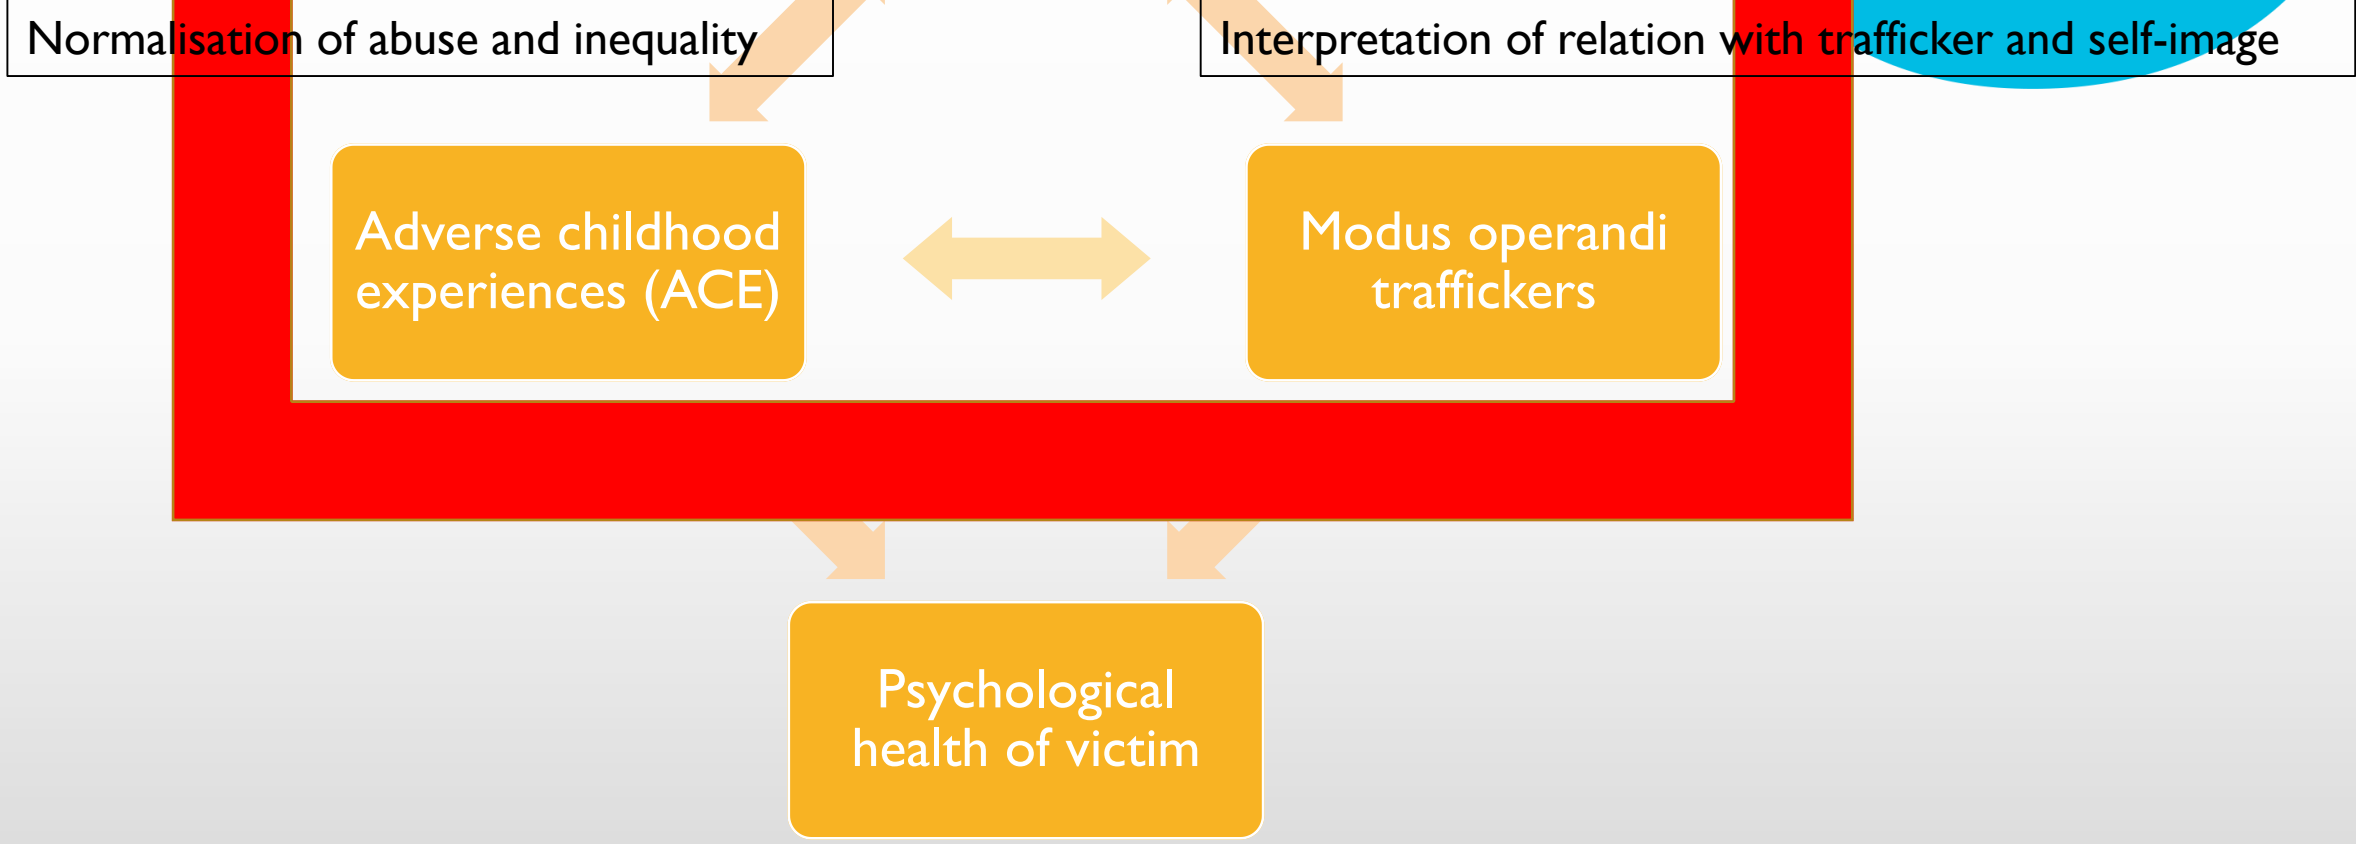 Normalisation of abuse and inequality
Interpretation of relation with trafficker and self-image
Adverse childhood
experiences (ACE)
Modus operandi
traffickers
Psychological
health of victim